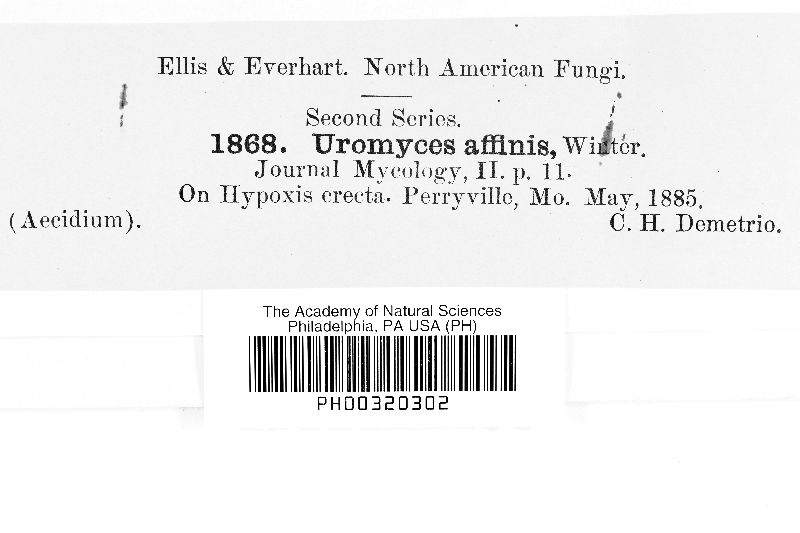 Ellis & Everhart. North American Fungi.
Second Series.
1868. Uromyces affinis, Winter.
Journal Mycology, II. p. 11.
On Hypoxis erecta. Perryville, Mo. May, 1885.
(Aecidium). C. H. Demetrio.
The Academy of Natural Sciences
Philadelphia, PA USA (PH)
PH00320302